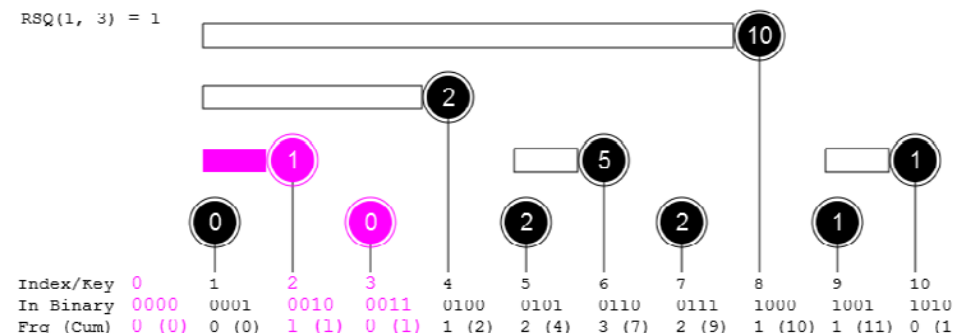 RSQ(1, 3) = 1
10
2
1 5 1
0 0 2 2 1
Index/Key 0 1 2 3 4 5 6 7 8 9 10
In Binary 0000 0001 0010 0011 0100 0101 0110 0111 1000 1001 1010
Frq (Cum) 0 (0) 0 (0) 1 (1) 0 (1) 1 (2) 2 (4) 3 (7) 2 (9) 1 (10) 1 (11) 0 (1